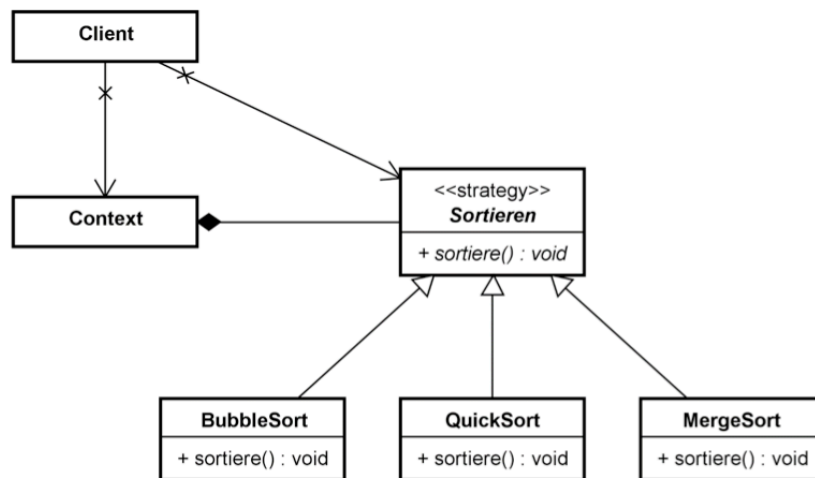 Client
Context
<<strategy>>
Sortieren
+ sortiere() : void
BubbleSort
+ sortiere() : void
QuickSort
+ sortiere() : void
MergeSort
+ sortiere() : void